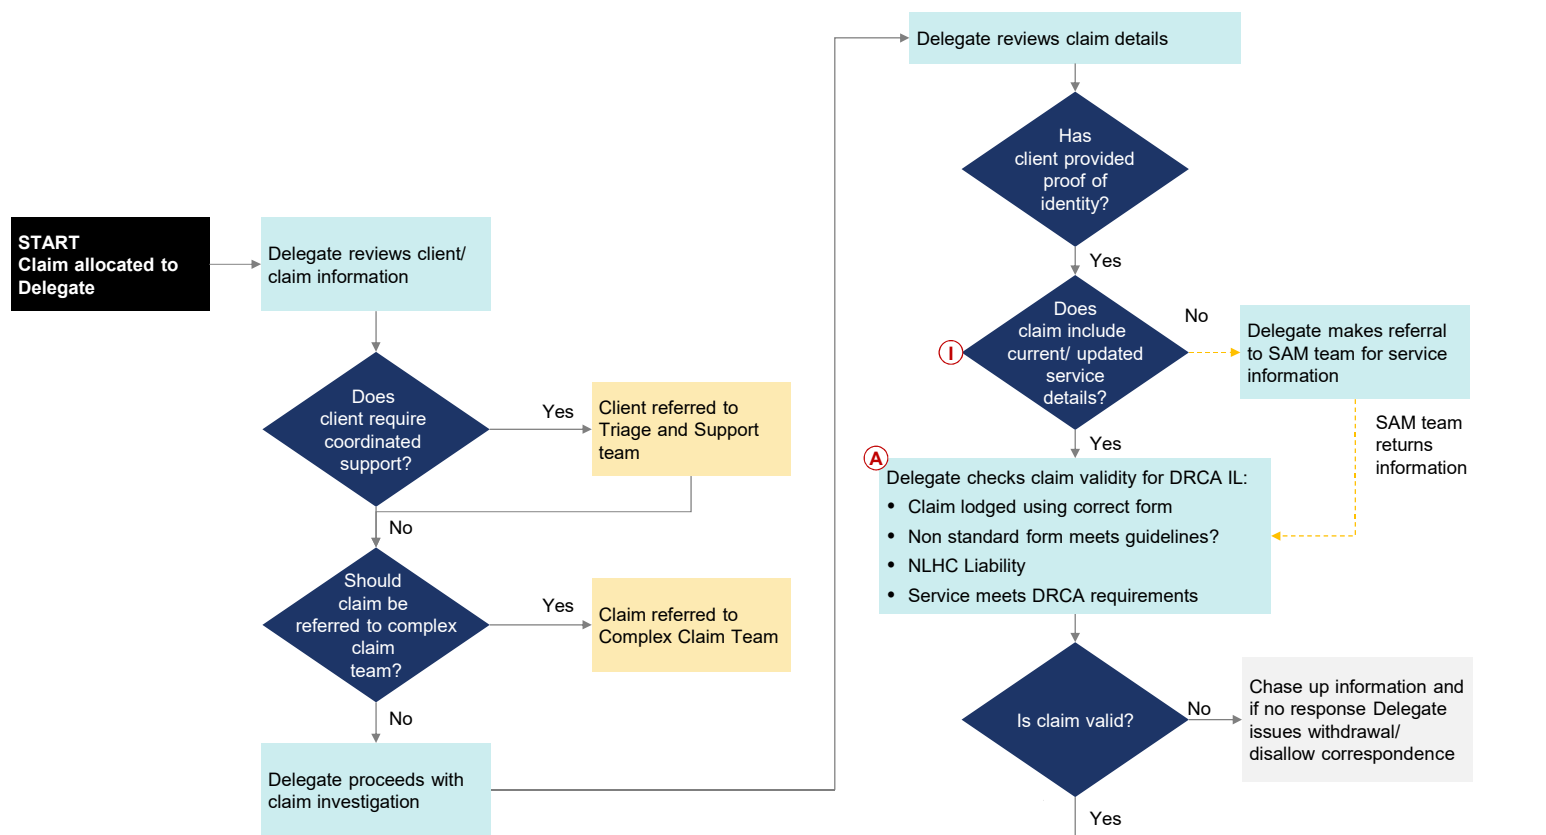 START
Claim allocated to
Delegate
Delegate reviews client/
claim information
Does
client require
coordinated
support?
Yes
Client referred to
Triage and Support
team
No
Should
claim be
referred to complex
claim
team?
Yes
Claim referred to
Complex Claim Team
No
Delegate proceeds with
claim investigation
Delegate reviews claim details
Has
client provided
proof of
identity?
Yes
I
Does
claim include
current/ updated
service
details?
No
Delegate makes referral
to SAM team for service
information
SAM team
returns
information
Yes
A
Delegate checks claim validity for DRCA IL:
• Claim lodged using correct form
• Non standard form meets guidelines?
• NLHC Liability
• Service meets DRCA requirements
Is claim valid?
No
Chase up information and
if no response Delegate
issues withdrawal/
disallow correspondence
Yes